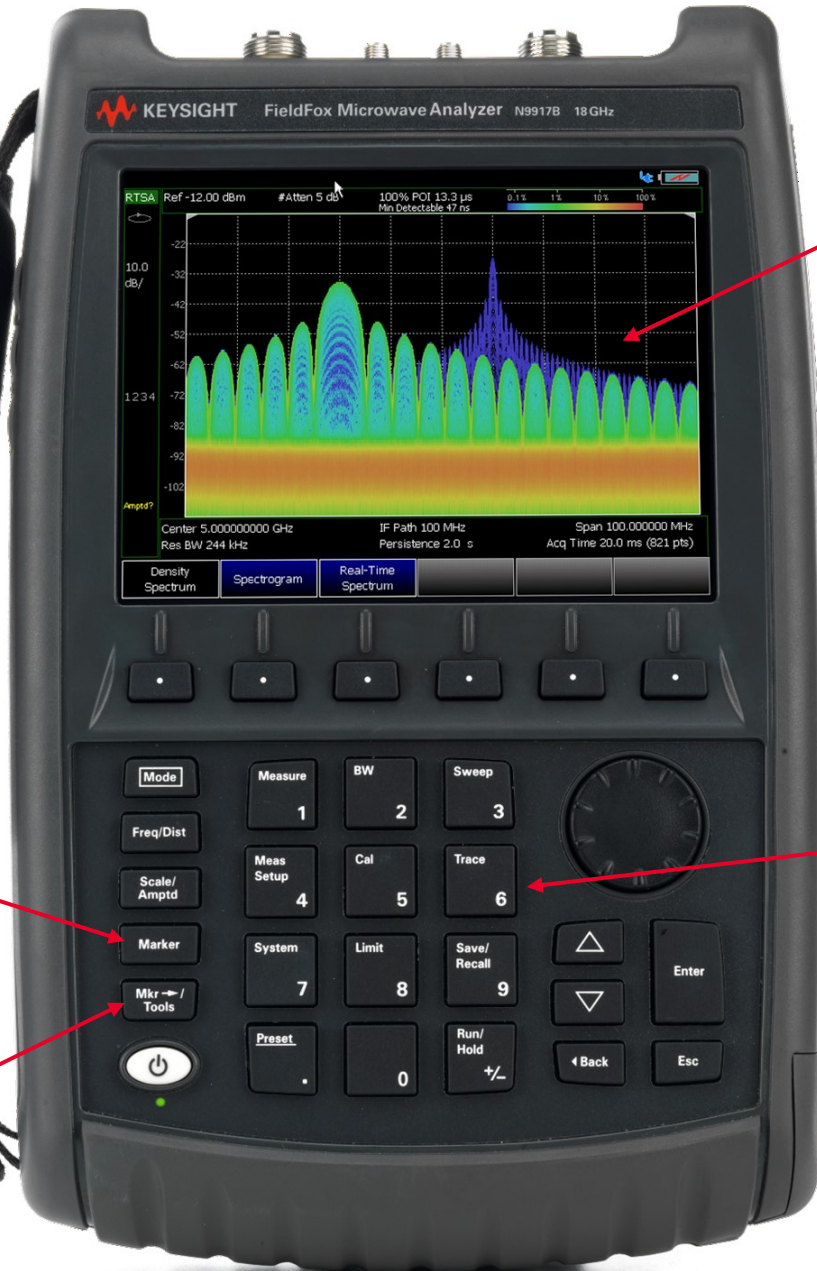 KEYSIGHT FieldFox Microwave Analyzer N9917B 18 GHz
RTSA Ref -12.00 dBm #Atten 5 dB 100% POI 13.3 µs 0.1% 1% 10% 100%
Min Detectable 47 ns
10.0
dB/
1 2 3 4
Amptd?
-22
-32
-42
-52
-62
-72
-82
-92
-102
Center 5.000000000 GHz IF Path 100 MHz Span 100.000000 MHz
Res BW 244 kHz Persistence 2.0 s Acq Time 20.0 ms (821 pts)
Density
Spectrum
Spectrogram
Real-Time
Spectrum
Mode
Measure
1
BW
2
Sweep
3
Freq/Dist
Scale/
Amptd
Meas
Setup
4
Cal
5
Trace
6
Marker
System
7
Limit
8
Save/
Recall
9
Enter
Mkr→/
Tools
Preset
.
0
Run/
Hold
+/_
Back
Esc